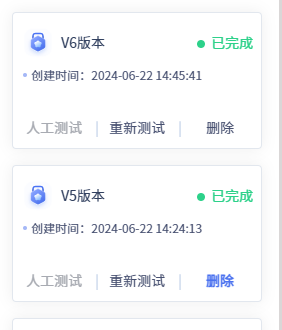 V6版本 已完成
创建时间：2024-06-22 14:45:41
人工测试 重新测试 删除
V5版本 已完成
创建时间：2024-06-22 14:24:13
人工测试 重新测试 删除